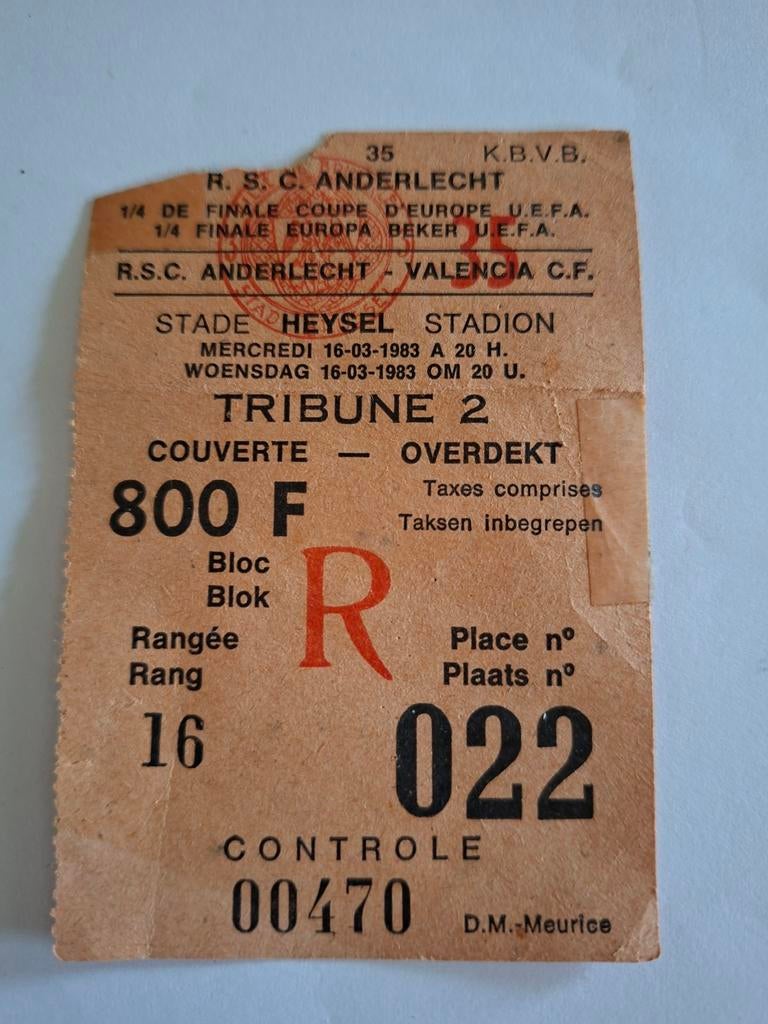 35 K.B.V.B.
R. S. C. ANDERLECHT
1/4 DE FINALE COUPE D'EUROPE U.E.F.A.
1/4 FINALE EUROPA BEKER U.E.F.A.
35
R.S.C. ANDERLECHT - VALENCIA C.F.
STADE HEYSEL STADION
MERCREDI 16-03-1983 A 20 H.
WOENSDAG 16-03-1983 OM 20 U.
TRIBUNE 2
COUVERTE — OVERDEKT
800 F Taxes comprises
Taksen inbegrepen
Bloc
Blok
R
Rangée Place nº
Rang Plaats nº
16 022
CONTROLE
00470 D.M.-Meurice